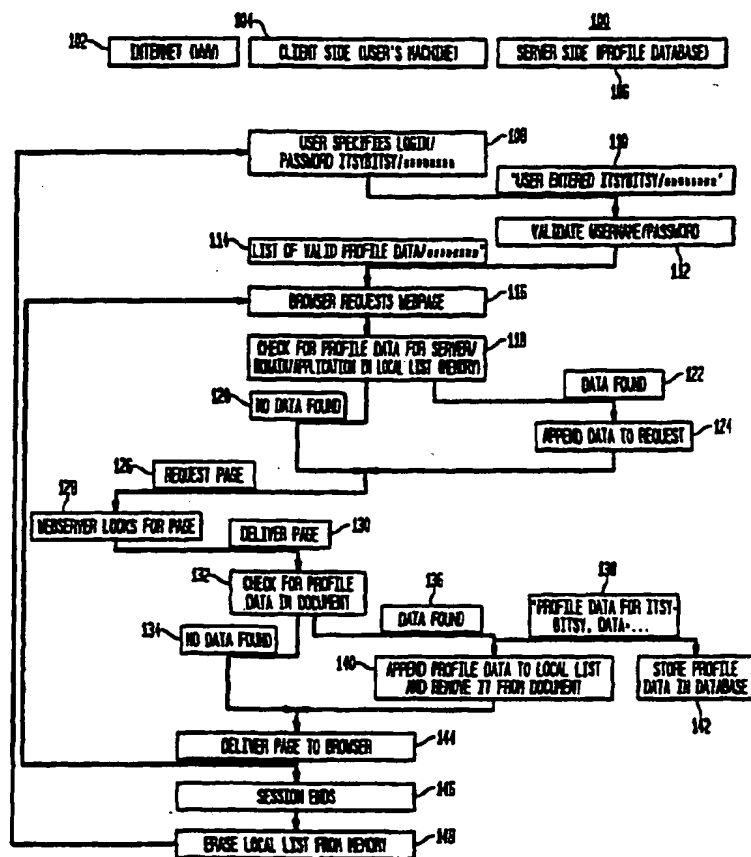 104
100
102
INTERNET (WWW)
CLIENT SIDE (USER'S MACHINE)
SERVER SIDE (PROFILE DATABASE)
106
108
USER SPECIFIES LOGIN/
PASSWORD ITSYBITSY/********
110
"USER ENTERED ITSYBITSY/********"
114
LIST OF VALID PROFILE DATA/********"
VALIDATE USERNAME/PASSWORD
112
BROWSER REQUESTS WEBPAGE
116
CHECK FOR PROFILE DATA FOR SERVER/
DOMAIN/APPLICATION IN LOCAL LIST (MEMORY)
118
120
NO DATA FOUND
DATA FOUND
122
APPEND DATA TO REQUEST
124
126
REQUEST PAGE
128
WEBSERVER LOOKS FOR PAGE
DELIVER PAGE
130
132
CHECK FOR PROFILE
DATA IN DOCUMENT
136
138
134
NO DATA FOUND
DATA FOUND
"PROFILE DATA FOR ITSY-
BITSY, DATA=...
140
APPEND PROFILE DATA TO LOCAL LIST
AND REMOVE IT FROM DOCUMENT
STORE PROFILE
DATA IN DATABASE
142
DELIVER PAGE TO BROWSER
144
SESSION ENDS
146
ERASE LOCAL LIST FROM MEMORY
148